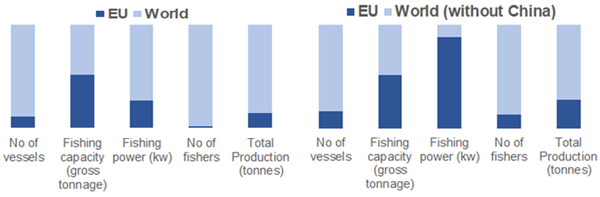 EU World
EU World (without China)
No of
vessels
Fishing
capacity
(gross
tonnage)
Fishing
power (kw)
No of
fishers
Total
Production
(tonnes)
No of
vessels
Fishing
capacity
(gross
tonnage)
Fishing
power (kw)
No of
fishers
Total
Production
(tonnes)